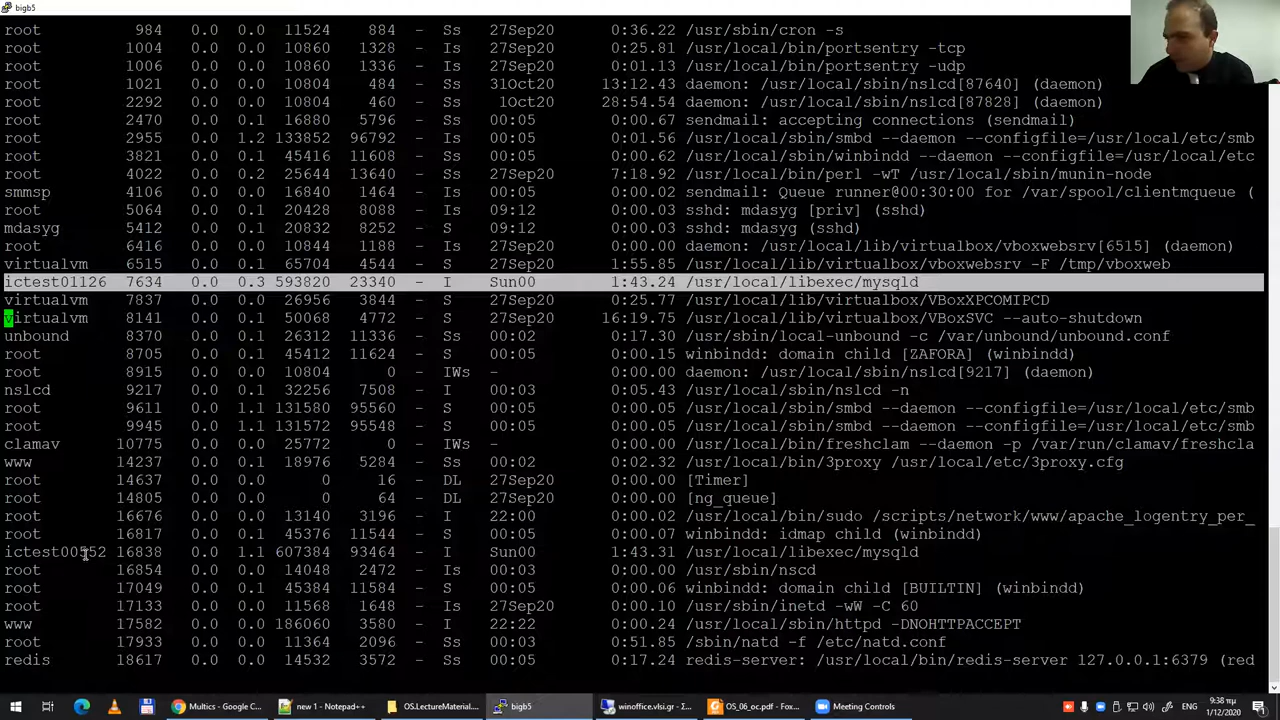 bigb5
root 984 0.0 0.0 11524 884 - Ss 27Sep20 0:36.22 /usr/sbin/cron -s
root 1004 0.0 0.0 10860 1328 - Is 27Sep20 0:25.81 /usr/local/bin/portsentry -tcp
root 1006 0.0 0.0 10860 1336 - Is 27Sep20 0:01.13 /usr/local/bin/portsentry -udp
root 1021 0.0 0.0 10804 484 - Ss 31Oct20 13:12.43 daemon: /usr/local/sbin/nslcd[87640] (daemon)
root 2292 0.0 0.0 10804 460 - Ss 1Oct20 28:54.54 daemon: /usr/local/sbin/nslcd[87828] (daemon)
root 2470 0.0 0.1 16880 5796 - Ss 00:05 0:00.67 sendmail: accepting connections (sendmail)
root 2955 0.0 1.2 133852 96792 - Is 00:05 0:01.56 /usr/local/sbin/smbd --daemon --configfile=/usr/local/etc/smb
root 3821 0.0 0.1 45416 11608 - Ss 00:05 0:00.62 /usr/local/sbin/winbindd --daemon --configfile=/usr/local/etc
root 4022 0.0 0.2 25644 13640 - Ss 00:05 7:18.92 /usr/local/bin/perl -wT /usr/local/sbin/munin-node
smmsp 4106 0.0 0.0 16840 1464 - Is 00:05 0:00.02 sendmail: Queue runner@00:30:00 for /var/spool/clientmqueue (
root 5064 0.0 0.1 20428 8088 - Is 09:12 0:00.03 sshd: mdasyg [priv] (sshd)
mdasyg 5412 0.0 0.1 20832 8252 - S 09:12 0:00.03 sshd: mdasyg (sshd)
root 6416 0.0 0.0 10844 1188 - Is 27Sep20 0:00.00 daemon: /usr/local/lib/virtualbox/vboxwebsrv[6515] (daemon)
virtualvm 6515 0.0 0.1 65704 4544 - S 27Sep20 1:55.85 /usr/local/lib/virtualbox/vboxwebsrv -F /tmp/vboxweb
ictest01126 7634 0.0 0.3 593820 23340 - I Sun00 1:43.24 /usr/local/libexec/mysqld
virtualvm 7837 0.0 0.0 26956 3844 - S 27Sep20 0:25.77 /usr/local/lib/virtualbox/VBoxXPCOMIPCD
virtualvm 8141 0.0 0.1 50068 4772 - S 27Sep20 16:19.75 /usr/local/lib/virtualbox/VBoxSVC --auto-shutdown
unbound 8370 0.0 0.1 26312 11336 - Ss 00:02 0:17.30 /usr/sbin/local-unbound -c /var/unbound/unbound.conf
root 8705 0.0 0.1 45412 11624 - S 00:05 0:00.15 winbindd: domain child [ZAFORA] (winbindd)
root 8915 0.0 0.0 10804 0 - IWs - 0:00.00 daemon: /usr/local/sbin/nslcd[9217] (daemon)
nslcd 9217 0.0 0.1 32256 7508 - I 00:03 0:05.43 /usr/local/sbin/nslcd -n
root 9611 0.0 1.1 131580 95560 - S 00:05 0:00.05 /usr/local/sbin/smbd --daemon --configfile=/usr/local/etc/smb
root 9945 0.0 1.1 131572 95548 - S 00:05 0:00.05 /usr/local/sbin/smbd --daemon --configfile=/usr/local/etc/smb
clamav 10775 0.0 0.0 25772 0 - IWs - 0:00.00 /usr/local/bin/freshclam --daemon -p /var/run/clamav/freshcla
www 14237 0.0 0.1 18976 5284 - Ss 00:02 0:02.32 /usr/local/bin/3proxy /usr/local/etc/3proxy.cfg
root 14637 0.0 0.0 0 16 - DL 27Sep20 0:00.00 [Timer]
root 14805 0.0 0.0 0 64 - DL 27Sep20 0:00.00 [ng_queue]
root 16676 0.0 0.0 13140 3196 - I 22:00 0:00.02 /usr/local/bin/sudo /scripts/network/www/apache_logentry_per_
root 16817 0.0 0.1 45376 11544 - S 00:05 0:00.07 winbindd: idmap child (winbindd)
ictest00552 16838 0.0 1.1 607384 93464 - I Sun00 1:43.31 /usr/local/libexec/mysqld
root 16854 0.0 0.0 14048 2472 - Is 00:03 0:00.00 /usr/sbin/nscd
root 17049 0.0 0.1 45384 11584 - S 00:05 0:00.06 winbindd: domain child [BUILTIN] (winbindd)
root 17133 0.0 0.0 11568 1648 - Is 27Sep20 0:00.10 /usr/sbin/inetd -wW -C 60
www 17582 0.0 0.0 186060 3580 - I 22:22 0:00.24 /usr/sbin/httpd -DNOHTTPACCEPT
root 17933 0.0 0.0 11364 2096 - Ss 00:03 0:51.85 /sbin/natd -f /etc/natd.conf
redis 18617 0.0 0.0 14532 3572 - Ss 00:05 0:17.24 redis-server: /usr/local/bin/redis-server 127.0.0.1:6379 (red
Multics - Google C... new 1 - Notepad++ OS.LectureMaterial... bigb5 winoffice.vlsi.gr - Σ... OS_06_oc.pdf - Fox... Meeting Controls ΕΝ 9:38 πμ
1/12/2020